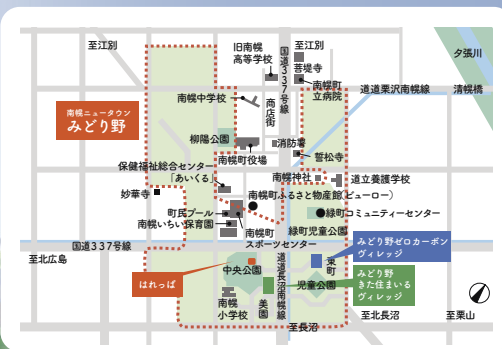 至江別
旧南幌
高等学校
国道337号線
至江別
菩提寺
南幌町
立病院
夕張川
道道栗沢南幌線
清幌橋
南幌ニュータウン
みどり野
南幌中学校
商店街
柳陽公園
消防署
南幌町役場
誓松寺
保健福祉総合センター
「あいくる」
南幌神社
道立養護学校
妙華寺
南幌町ふるさと物産館(ビューロー)
町民プール
緑町コミュニティーセンター
南幌いちい保育園
南幌町
スポーツセンター
緑町児童公園
国道337号線
至北広島
みどり野ゼロカーボン
ヴィレッジ
東町
中央公園
はれっぱ
道道長沼南幌線
みどり野
きた住まいる
ヴィレッジ
児童公園
南幌
小学校
美園
至長沼
至北長沼
至栗山